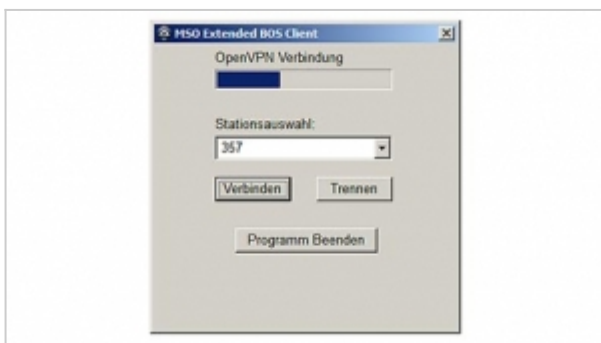 MSO Extended BOS Client
OpenVPN Verbindung
Stationsauswahl:
357
Verbinden
Trennen
Programm Beenden